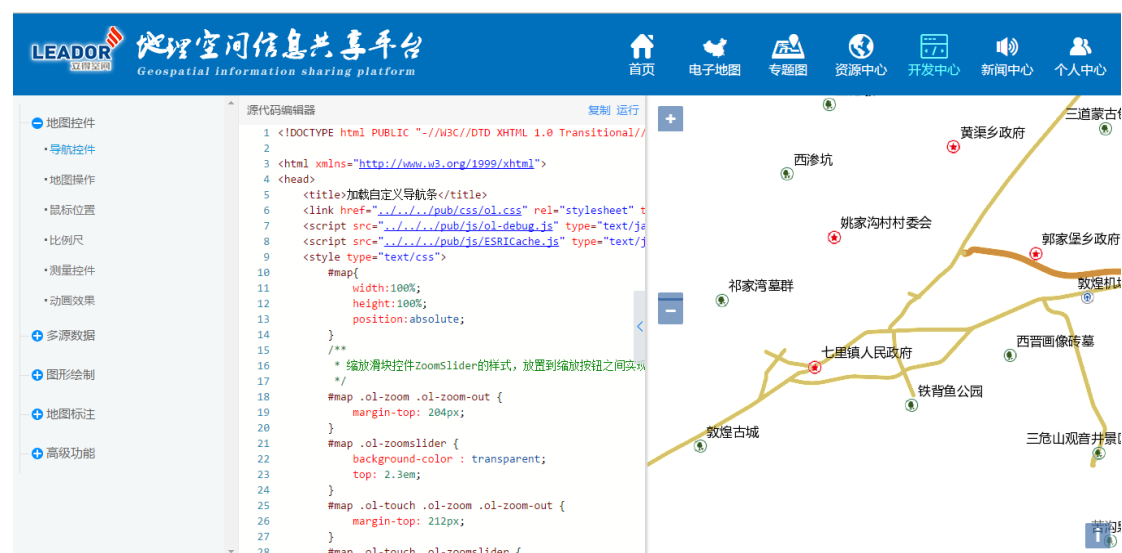 LEADOR
立得空间
地理空间信息共享平台
Geospatial information sharing platform
首页
电子地图
专题图
资源中心
开发中心
新闻中心
个人中心
地图控件
·导航控件
·地图操作
·鼠标位置
·比例尺
·测量控件
·动画效果
多源数据
图形绘制
地图标注
高级功能
源代码编辑器
复制 运行
1 <!DOCTYPE html PUBLIC "-//W3C//DTD XHTML 1.0 Transitional//
2
3 <html xmlns="http://www.w3.org/1999/xhtml">
4 <head>
5 <title>加载自定义导航条</title>
6 <link href="../../../pub/css/ol.css" rel="stylesheet" t
7 <script src="../../../pub/js/ol-debug.js" type="text/ja
8 <script src="../../../pub/js/ESRICache.js" type="text/j
9 <style type="text/css">
10 #map{
11 width:100%;
12 height:100%;
13 position:absolute;
14 }
15 /**
16 * 缩放滑块控件ZoomSlider的样式，放置到缩放按钮之间实现
17 */
18 #map .ol-zoom .ol-zoom-out {
19 margin-top: 204px;
20 }
21 #map .ol-zoomslider {
22 background-color : transparent;
23 top: 2.3em;
24 }
25 #map .ol-touch .ol-zoom .ol-zoom-out {
26 margin-top: 212px;
27 }
28 #map .ol-touch .ol-zoomslider {
+
−
三道蒙古
黄渠乡政府
西渗坑
姚家沟村村委会
郭家堡乡政府
祁家湾墓群
敦煌机
西晋画像砖墓
七里镇人民政府
铁背鱼公园
敦煌古城
三危山观音井景